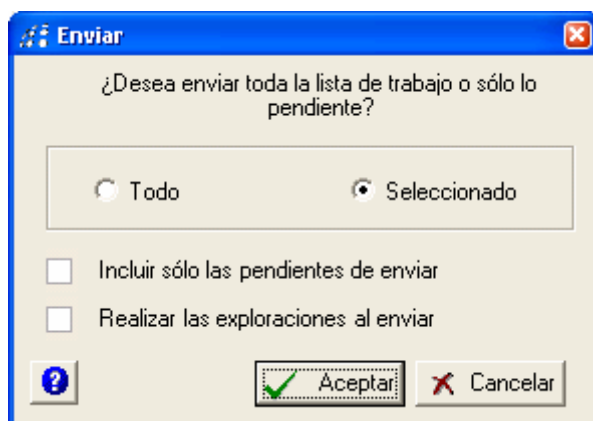 Enviar
¿Desea enviar toda la lista de trabajo o sólo lo
pendiente?
Todo
Seleccionado
Incluir sólo las pendientes de enviar
Realizar las exploraciones al enviar
?
Aceptar
Cancelar